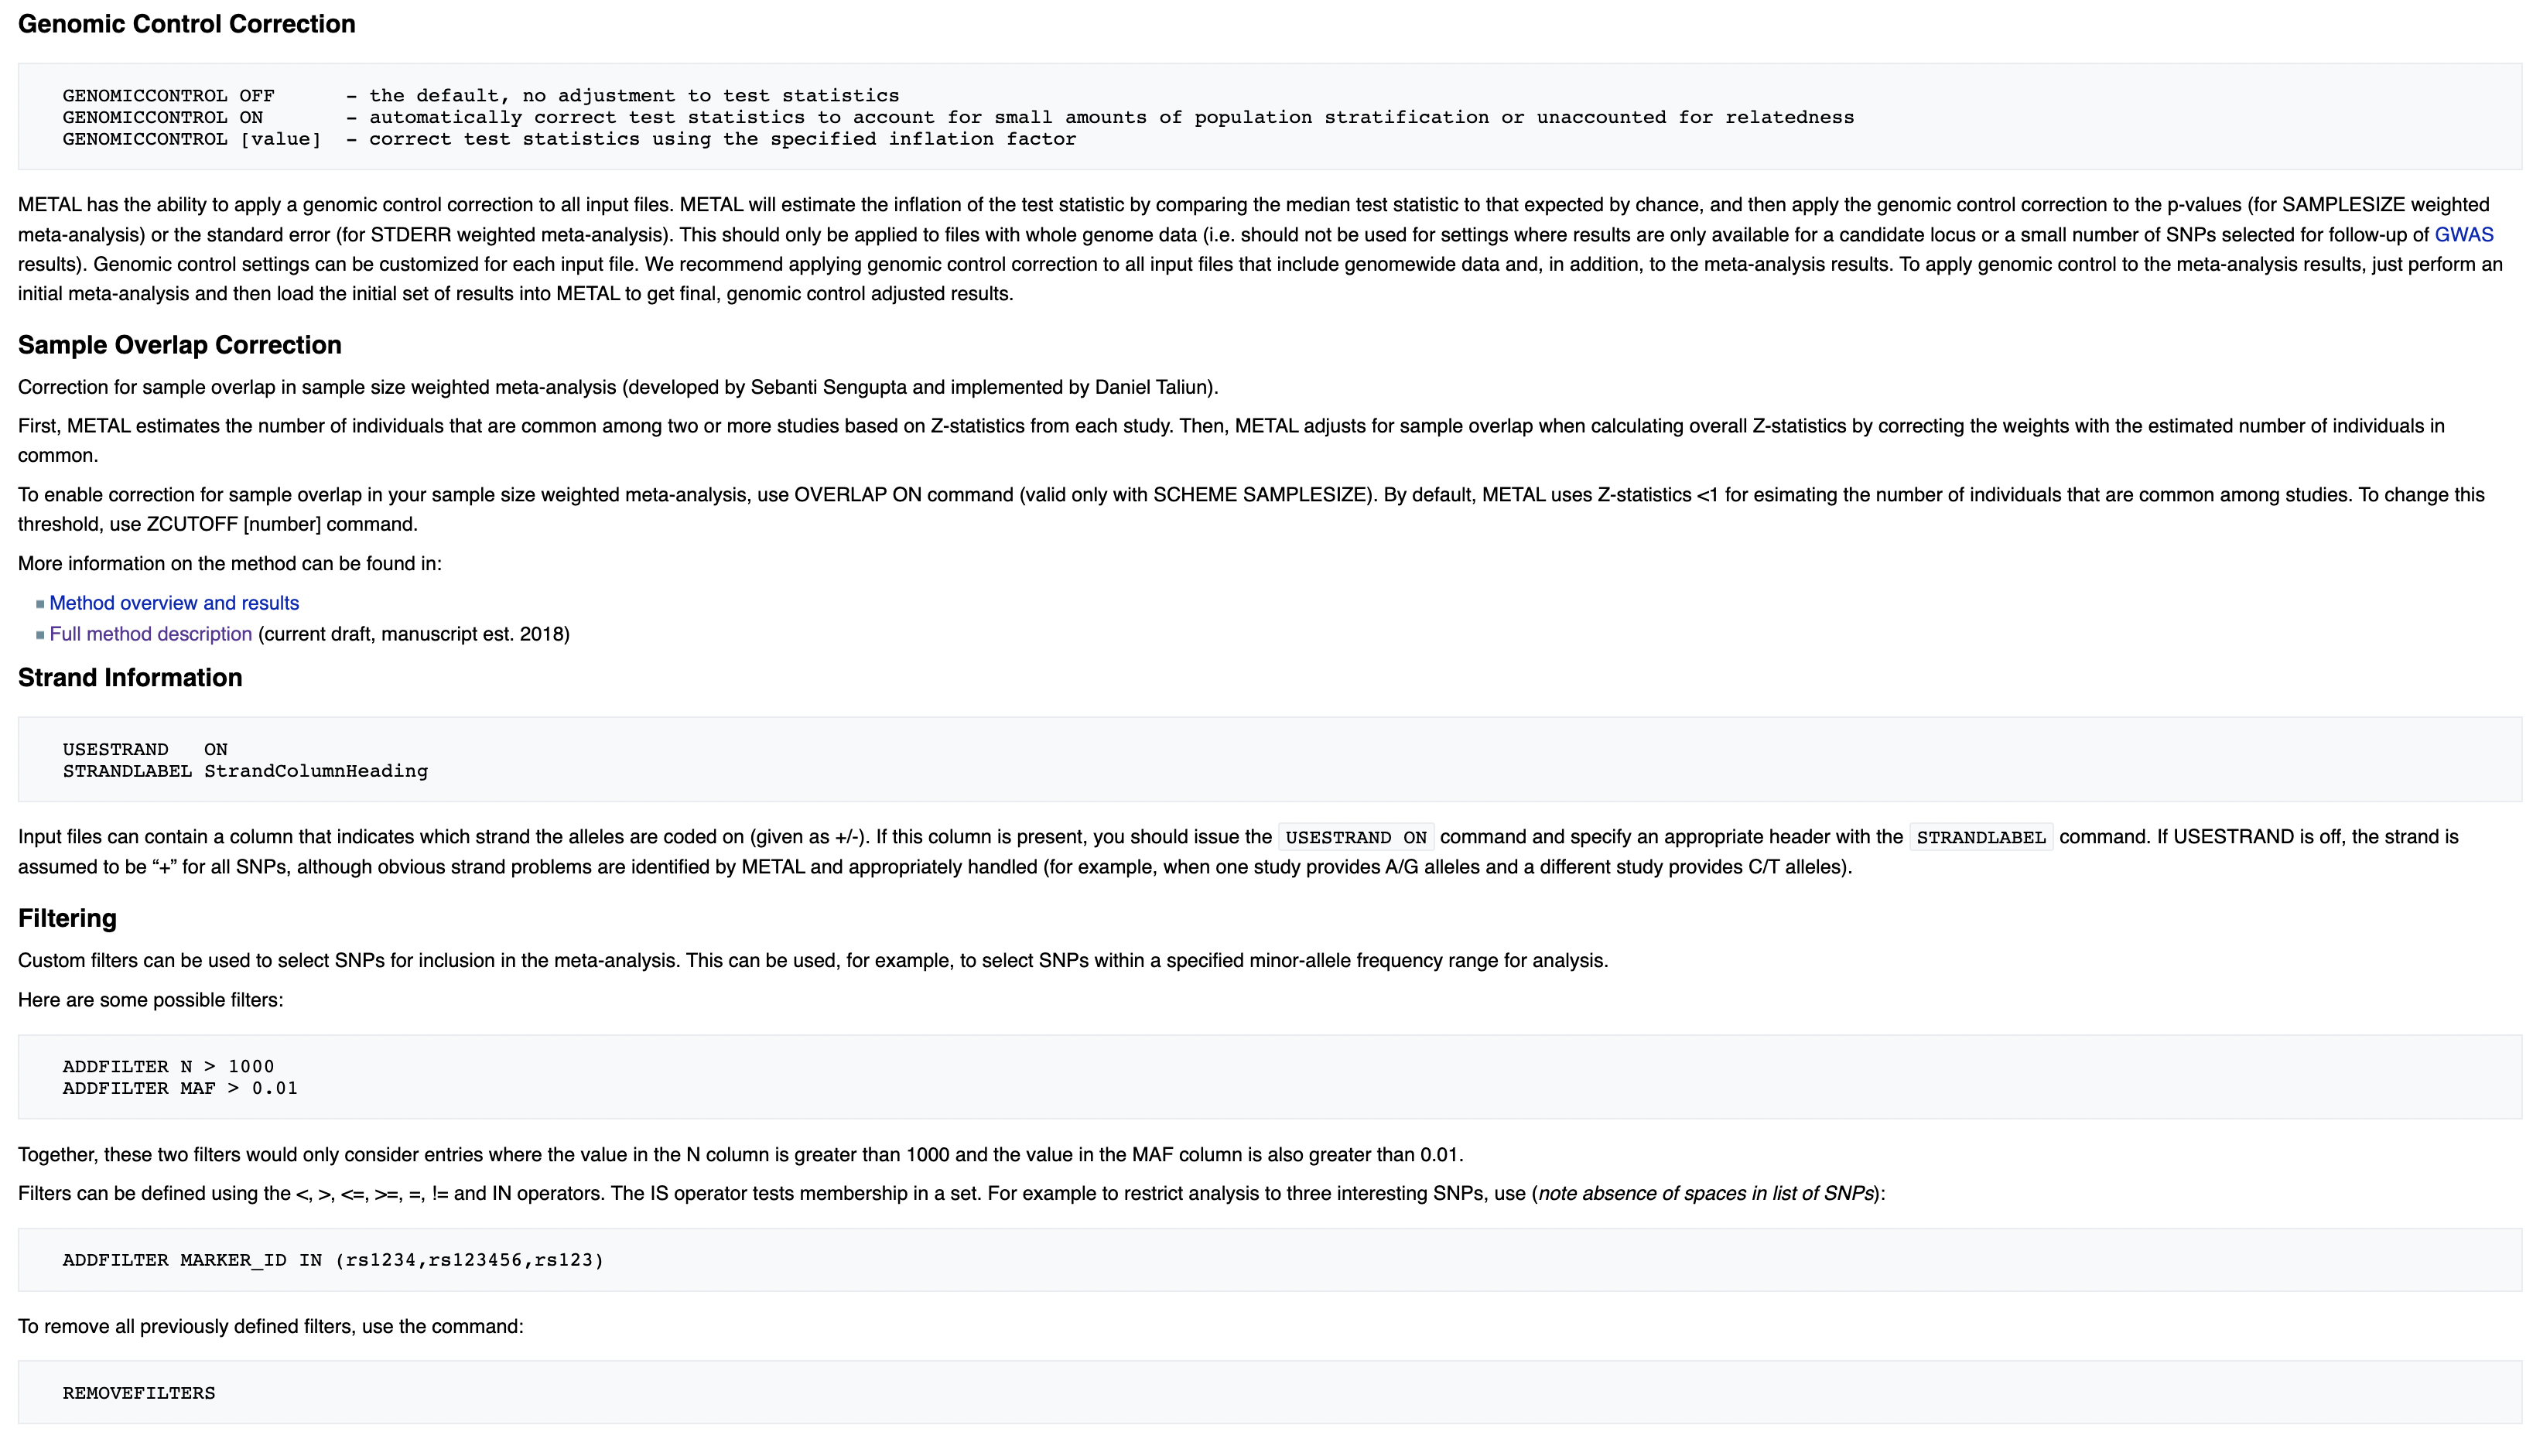 Genomic Control Correction
GENOMICCONTROL OFF      – the default, no adjustment to test statistics
GENOMICCONTROL ON       – automatically correct test statistics to account for small amounts of population stratification or unaccounted for relatedness
GENOMICCONTROL [value]  – correct test statistics using the specified inflation factor
METAL has the ability to apply a genomic control correction to all input files. METAL will estimate the inflation of the test statistic by comparing the median test statistic to that expected by chance, and then apply the genomic control correction to the p-values (for SAMPLESIZE weighted
meta-analysis) or the standard error (for STDERR weighted meta-analysis). This should only be applied to files with whole genome data (i.e. should not be used for settings where results are only available for a candidate locus or a small number of SNPs selected for follow-up of GWAS
results). Genomic control settings can be customized for each input file. We recommend applying genomic control correction to all input files that include genomewide data and, in addition, to the meta-analysis results. To apply genomic control to the meta-analysis results, just perform an
initial meta-analysis and then load the initial set of results into METAL to get final, genomic control adjusted results.
Sample Overlap Correction
Correction for sample overlap in sample size weighted meta-analysis (developed by Sebanti Sengupta and implemented by Daniel Taliun).
First, METAL estimates the number of individuals that are common among two or more studies based on Z-statistics from each study. Then, METAL adjusts for sample overlap when calculating overall Z-statistics by correcting the weights with the estimated number of individuals in
common.
To enable correction for sample overlap in your sample size weighted meta-analysis, use OVERLAP ON command (valid only with SCHEME SAMPLESIZE). By default, METAL uses Z-statistics <1 for esimating the number of individuals that are common among studies. To change this
threshold, use ZCUTOFF [number] command.
More information on the method can be found in:
Method overview and results
Full method description (current draft, manuscript est. 2018)
Strand Information
USESTRAND   ON
STRANDLABEL StrandColumnHeading
Input files can contain a column that indicates which strand the alleles are coded on (given as +/-). If this column is present, you should issue the USESTRAND ON command and specify an appropriate header with the STRANDLABEL command. If USESTRAND is off, the strand is
assumed to be “+” for all SNPs, although obvious strand problems are identified by METAL and appropriately handled (for example, when one study provides A/G alleles and a different study provides C/T alleles).
Filtering
Custom filters can be used to select SNPs for inclusion in the meta-analysis. This can be used, for example, to select SNPs within a specified minor-allele frequency range for analysis.
Here are some possible filters:
ADDFILTER N > 1000
ADDFILTER MAF > 0.01
Together, these two filters would only consider entries where the value in the N column is greater than 1000 and the value in the MAF column is also greater than 0.01.
Filters can be defined using the <, >, <=, >=, =, != and IN operators. The IS operator tests membership in a set. For example to restrict analysis to three interesting SNPs, use (note absence of spaces in list of SNPs):
ADDFILTER MARKER_ID IN (rs1234,rs123456,rs123)
To remove all previously defined filters, use the command:
REMOVEFILTERS